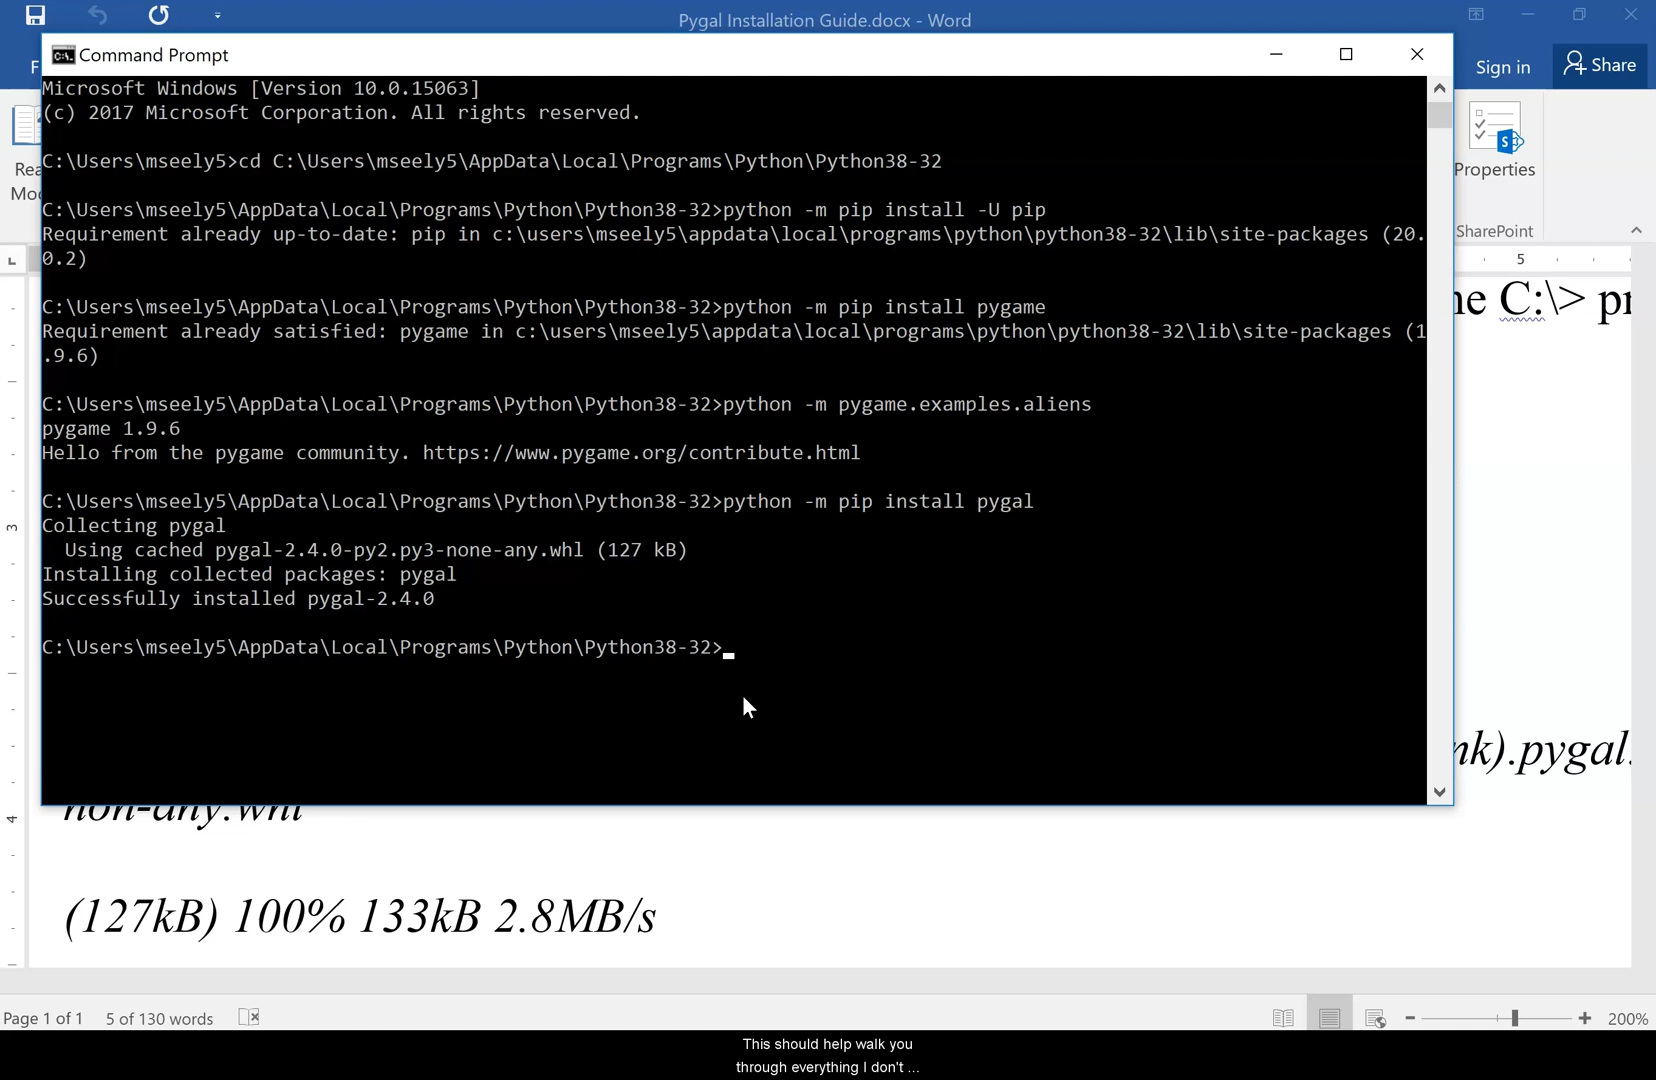 Pygal Installation Guide.docx - Word
Command Prompt
Sign in
Share
Microsoft Windows [Version 10.0.15063]
(c) 2017 Microsoft Corporation. All rights reserved.
C:\Users\mseely5>cd C:\Users\mseely5\AppData\Local\Programs\Python\Python38-32
C:\Users\mseely5\AppData\Local\Programs\Python\Python38-32>python -m pip install -U pip
Requirement already up-to-date: pip in c:\users\mseely5\appdata\local\programs\python\python38-32\lib\site-packages (20.
0.2)
C:\Users\mseely5\AppData\Local\Programs\Python\Python38-32>python -m pip install pygame
Requirement already satisfied: pygame in c:\users\mseely5\appdata\local\programs\python\python38-32\lib\site-packages (1
.9.6)
C:\Users\mseely5\AppData\Local\Programs\Python\Python38-32>python -m pygame.examples.aliens
pygame 1.9.6
Hello from the pygame community. https://www.pygame.org/contribute.html
C:\Users\mseely5\AppData\Local\Programs\Python\Python38-32>python -m pip install pygal
Collecting pygal
Using cached pygal-2.4.0-py2.py3-none-any.whl (127 kB)
Installing collected packages: pygal
Successfully installed pygal-2.4.0
C:\Users\mseely5\AppData\Local\Programs\Python\Python38-32>
Properties
SharePoint
5
C:\>
3
4
nk).pygal
non-any.whl
(127kB) 100% 133kB 2.8MB/s
Page 1 of 1 5 of 130 words
200%
This should help walk you
through everything I don't ...